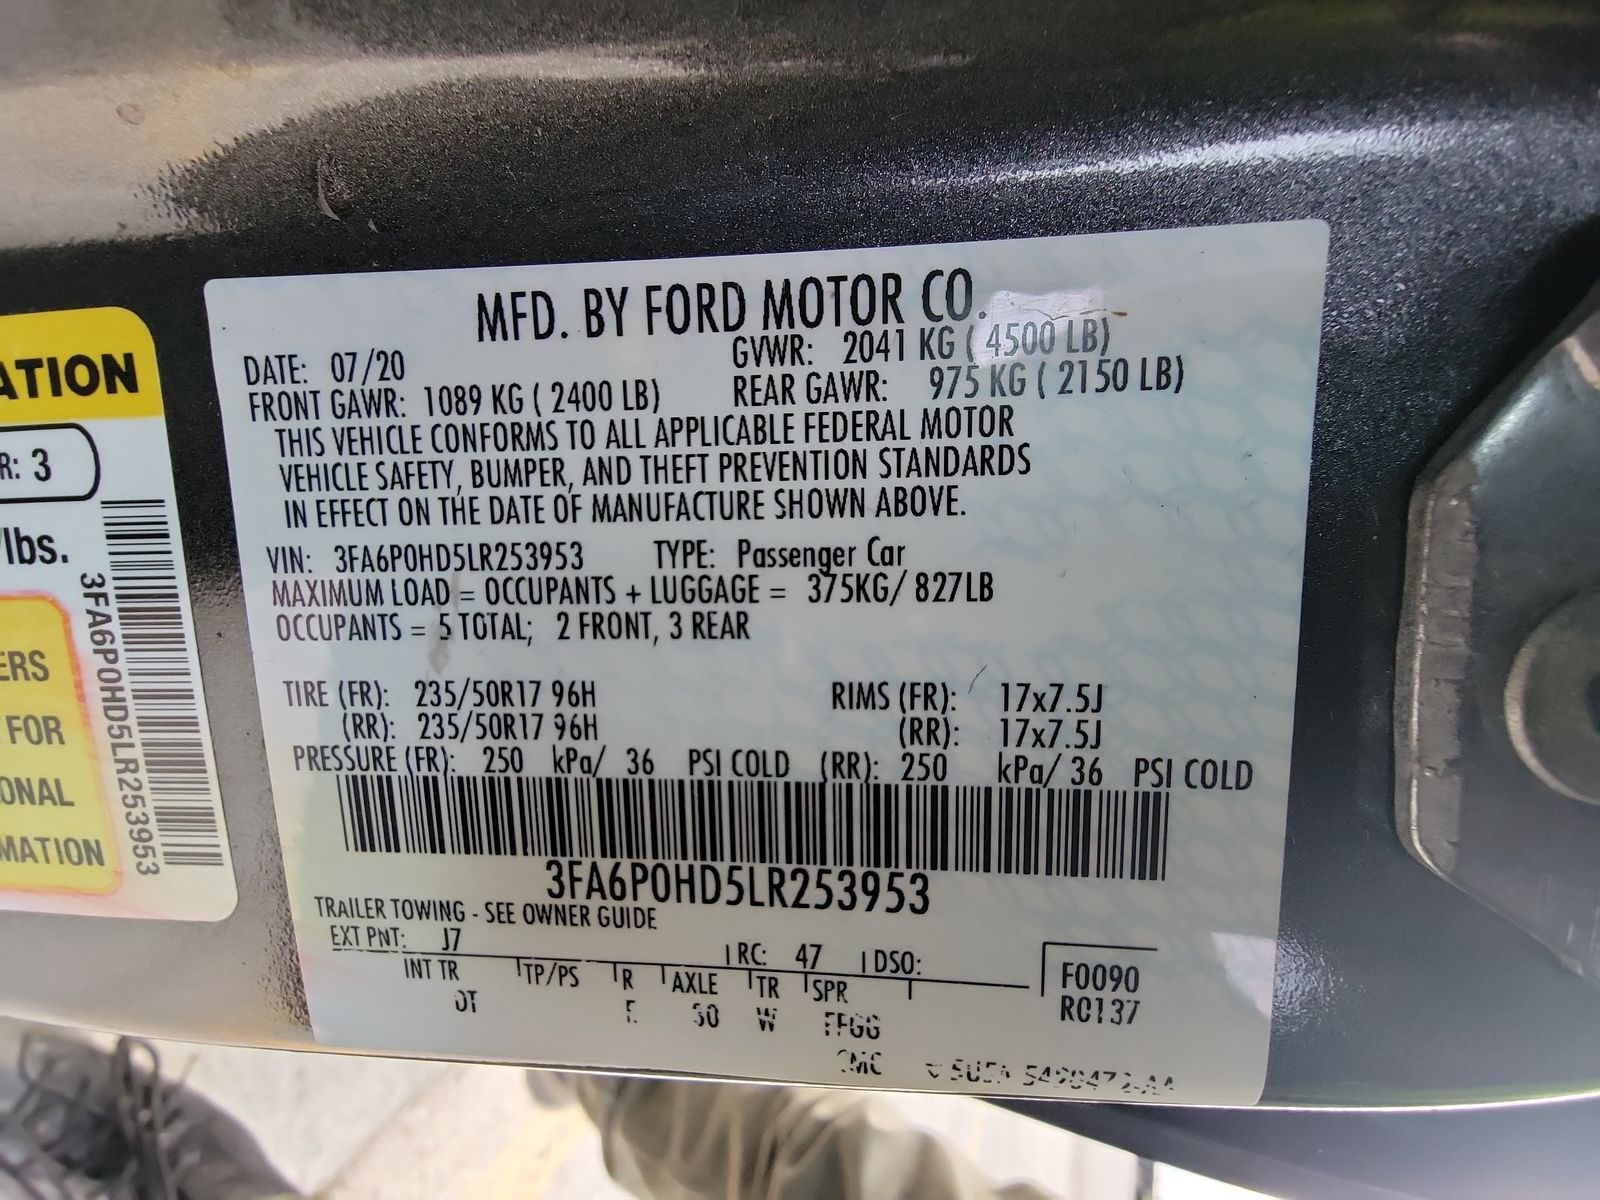 ATION
R: 3
/lbs.
ERS
FOR
ONAL
MATION
3FA6P0HD5LR253953
MFD. BY FORD MOTOR CO.
DATE: 07/20 GVWR: 2041 KG ( 4500 LB)
FRONT GAWR: 1089 KG ( 2400 LB) REAR GAWR: 975 KG ( 2150 LB)
THIS VEHICLE CONFORMS TO ALL APPLICABLE FEDERAL MOTOR
VEHICLE SAFETY, BUMPER, AND THEFT PREVENTION STANDARDS
IN EFFECT ON THE DATE OF MANUFACTURE SHOWN ABOVE.
VIN: 3FA6P0HD5LR253953 TYPE: Passenger Car
MAXIMUM LOAD = OCCUPANTS + LUGGAGE = 375KG/ 827LB
OCCUPANTS = 5 TOTAL; 2 FRONT, 3 REAR
TIRE (FR): 235/50R17 96H RIMS (FR): 17x7.5J
(RR): 235/50R17 96H (RR): 17x7.5J
PRESSURE (FR): 250 kPa/ 36 PSI COLD (RR): 250 kPa/ 36 PSI COLD
3FA6P0HD5LR253953
TRAILER TOWING - SEE OWNER GUIDE
EXT PNT: J7 RC: 47 DSO:
INT TR TP/PS R AXLE TR SPR
W
F0090
RC137